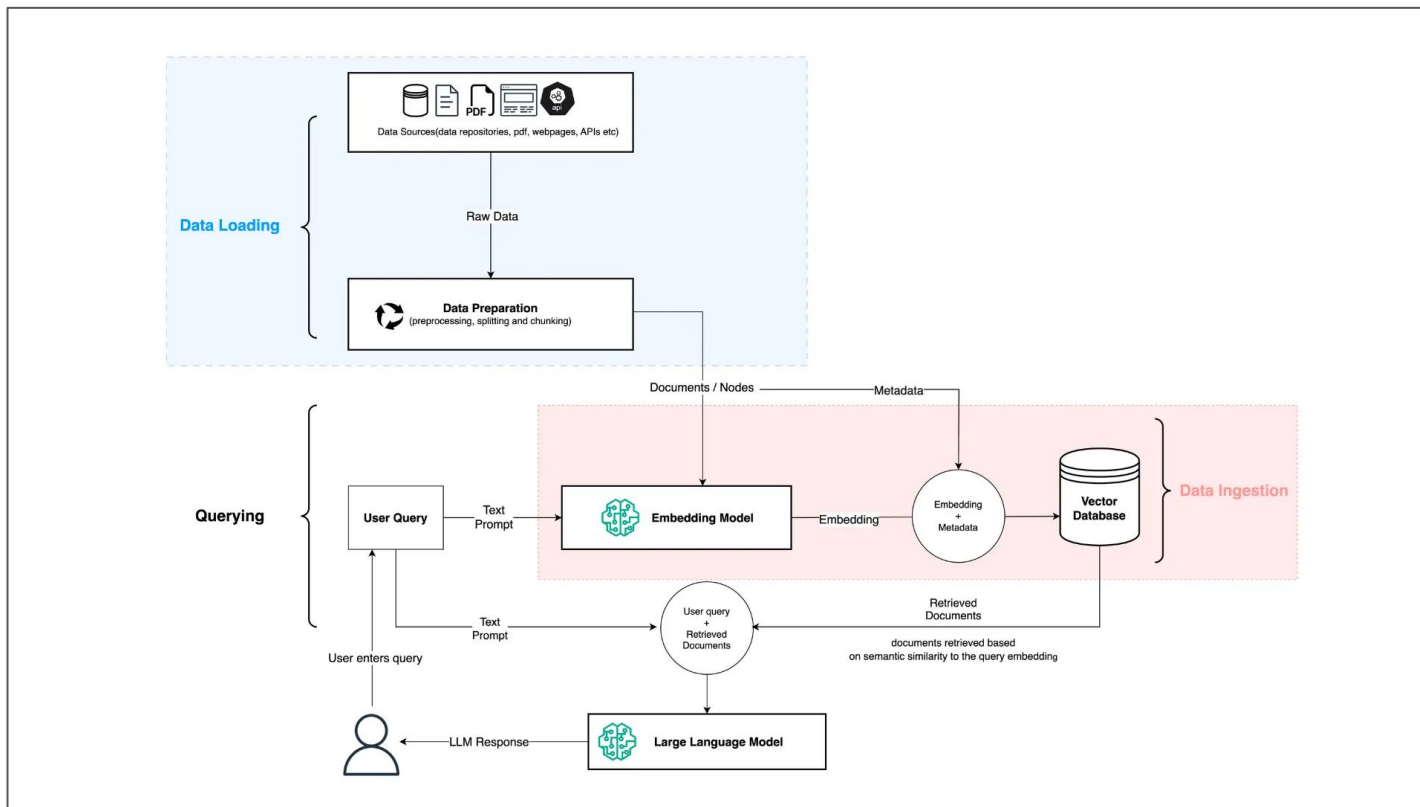 PDF
api
Data Sources(data repositories, pdf, webpages, APIs etc)
Data Loading
Raw Data
Data Preparation
(preprocessing, splitting and chunking)
Documents / Nodes
Metadata
Querying
User Query
Text
Prompt
Embedding Model
Embedding
Embedding
+
Metadata
Vector
Database
Data Ingestion
Text
Prompt
User query
+
Retrieved
Documents
Retrieved
Documents
documents retrieved based
on semantic similarity to the query embedding
User enters query
LLM Response
Large Language Model